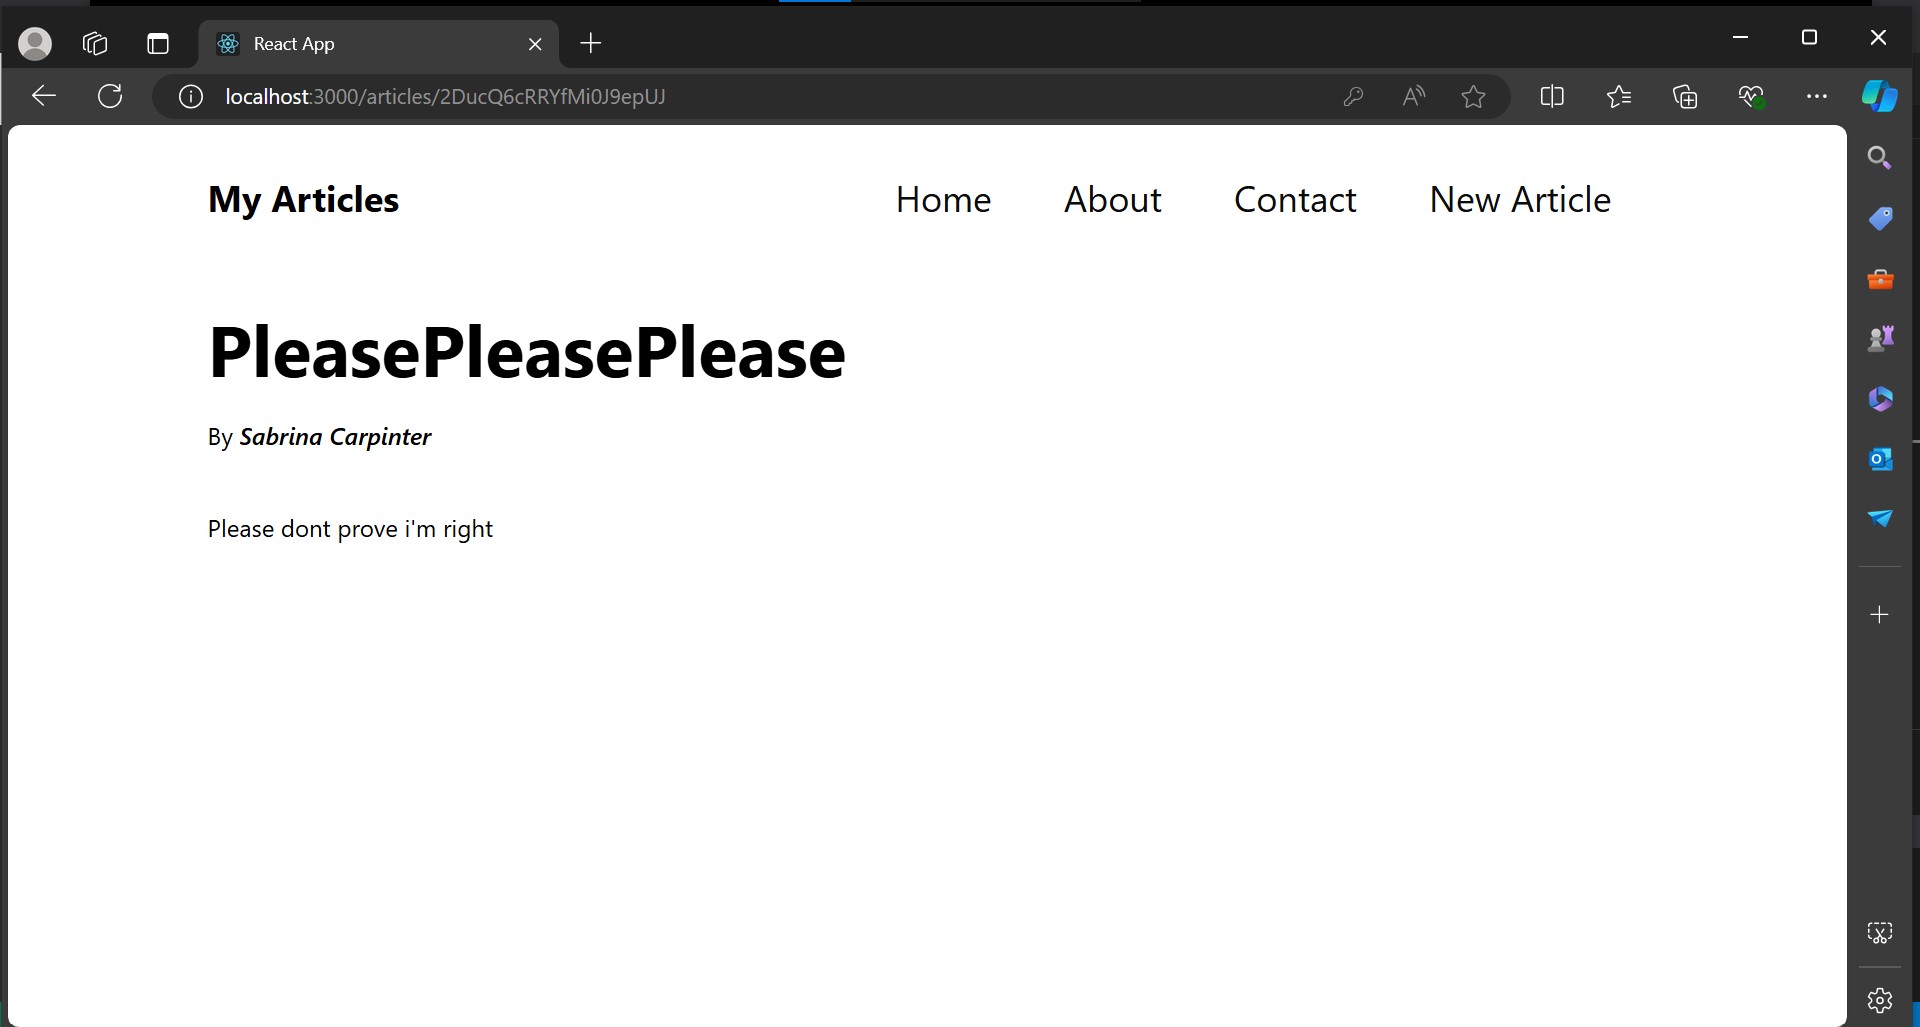 React App
localhost:3000/articles/2DucQ6cRRYfMi0J9epUJ
My Articles
Home About Contact New Article
PleasePleasePlease
By Sabrina Carpinter
Please dont prove i'm right